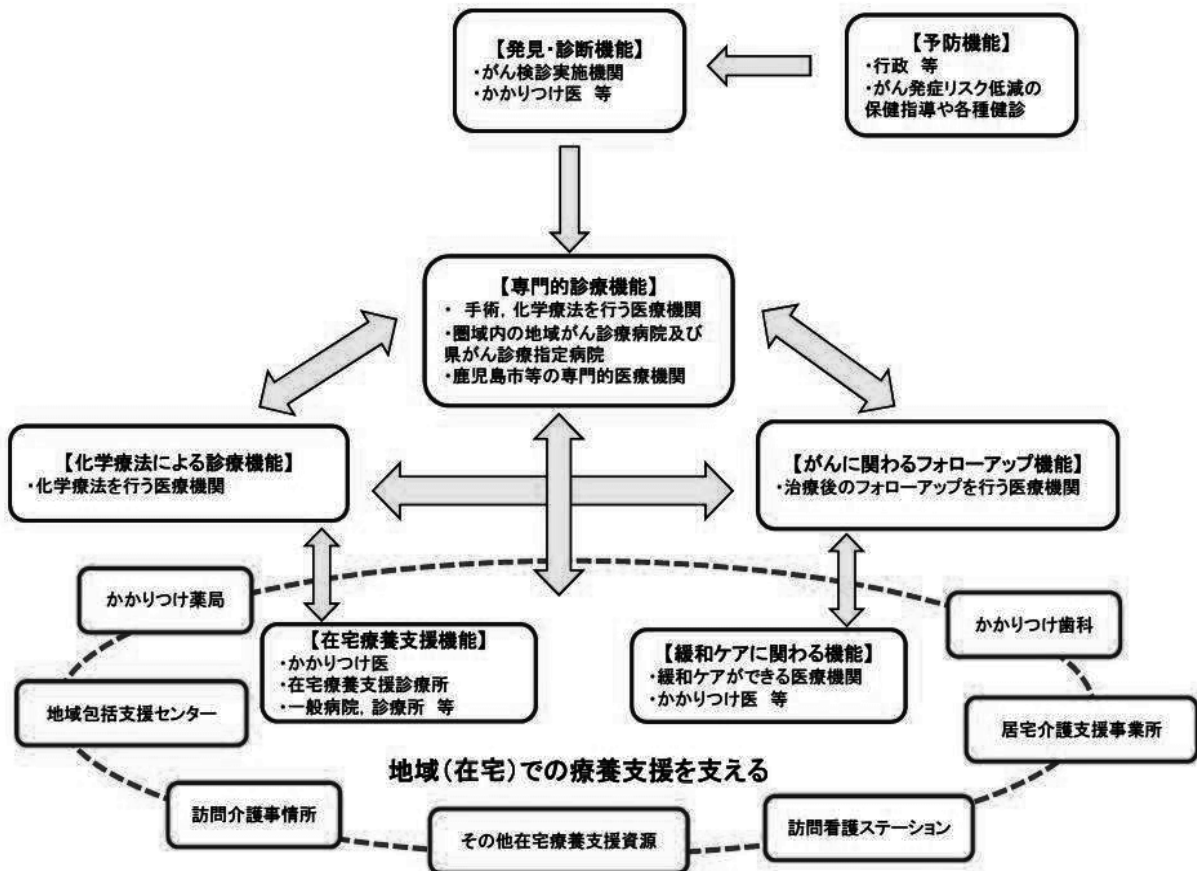 【発見・診断機能】
・がん検診実施機関
・かかりつけ医 等
【予防機能】
・行政 等
・がん発症リスク低減の
保健指導や各種健診
【専門的診療機能】
・ 手術, 化学療法を行う医療機関
・圏域内の地域がん診療病院及び
県がん診療指定病院
・鹿児島市等の専門的医療機関
【化学療法による診療機能】
・化学療法を行う医療機関
【がんに関わるフォローアップ機能】
・治療後のフォローアップを行う医療機関
かかりつけ薬局
かかりつけ歯科
【在宅療養支援機能】
・かかりつけ医
・在宅療養支援診療所
・一般病院, 診療所 等
【緩和ケアに関わる機能】
・緩和ケアができる医療機関
・かかりつけ医 等
地域包括支援センター
居宅介護支援事業所
地域(在宅)での療養支援を支える
訪問介護事情所
その他在宅療養支援資源
訪問看護ステーション